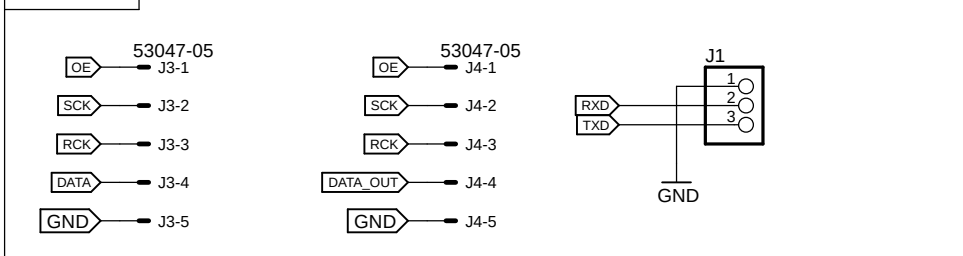 53047-05
OE J3-1
SCK J3-2
RCK J3-3
DATA J3-4
GND J3-5
53047-05
OE J4-1
SCK J4-2
RCK J4-3
DATA_OUT J4-4
GND J4-5
J1
1
RXD 2
TXD 3
GND